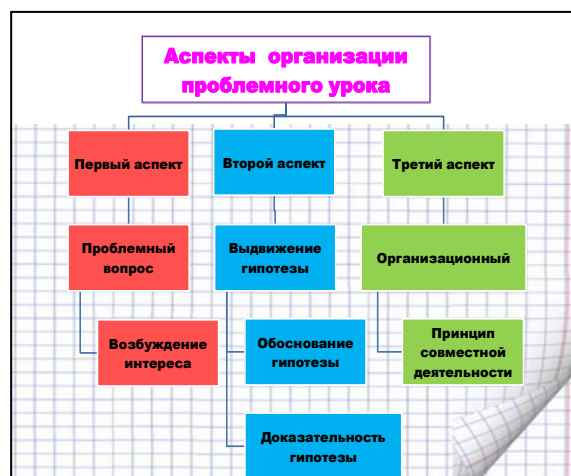 Аспекты организации
проблемного урока
Первый аспект
Второй аспект
Третий аспект
Проблемный
вопрос
Выдвижение
гипотезы
Организационный
Возбуждение
интереса
Обоснование
гипотезы
Принцип
совместной
деятельности
Доказательность
гипотезы